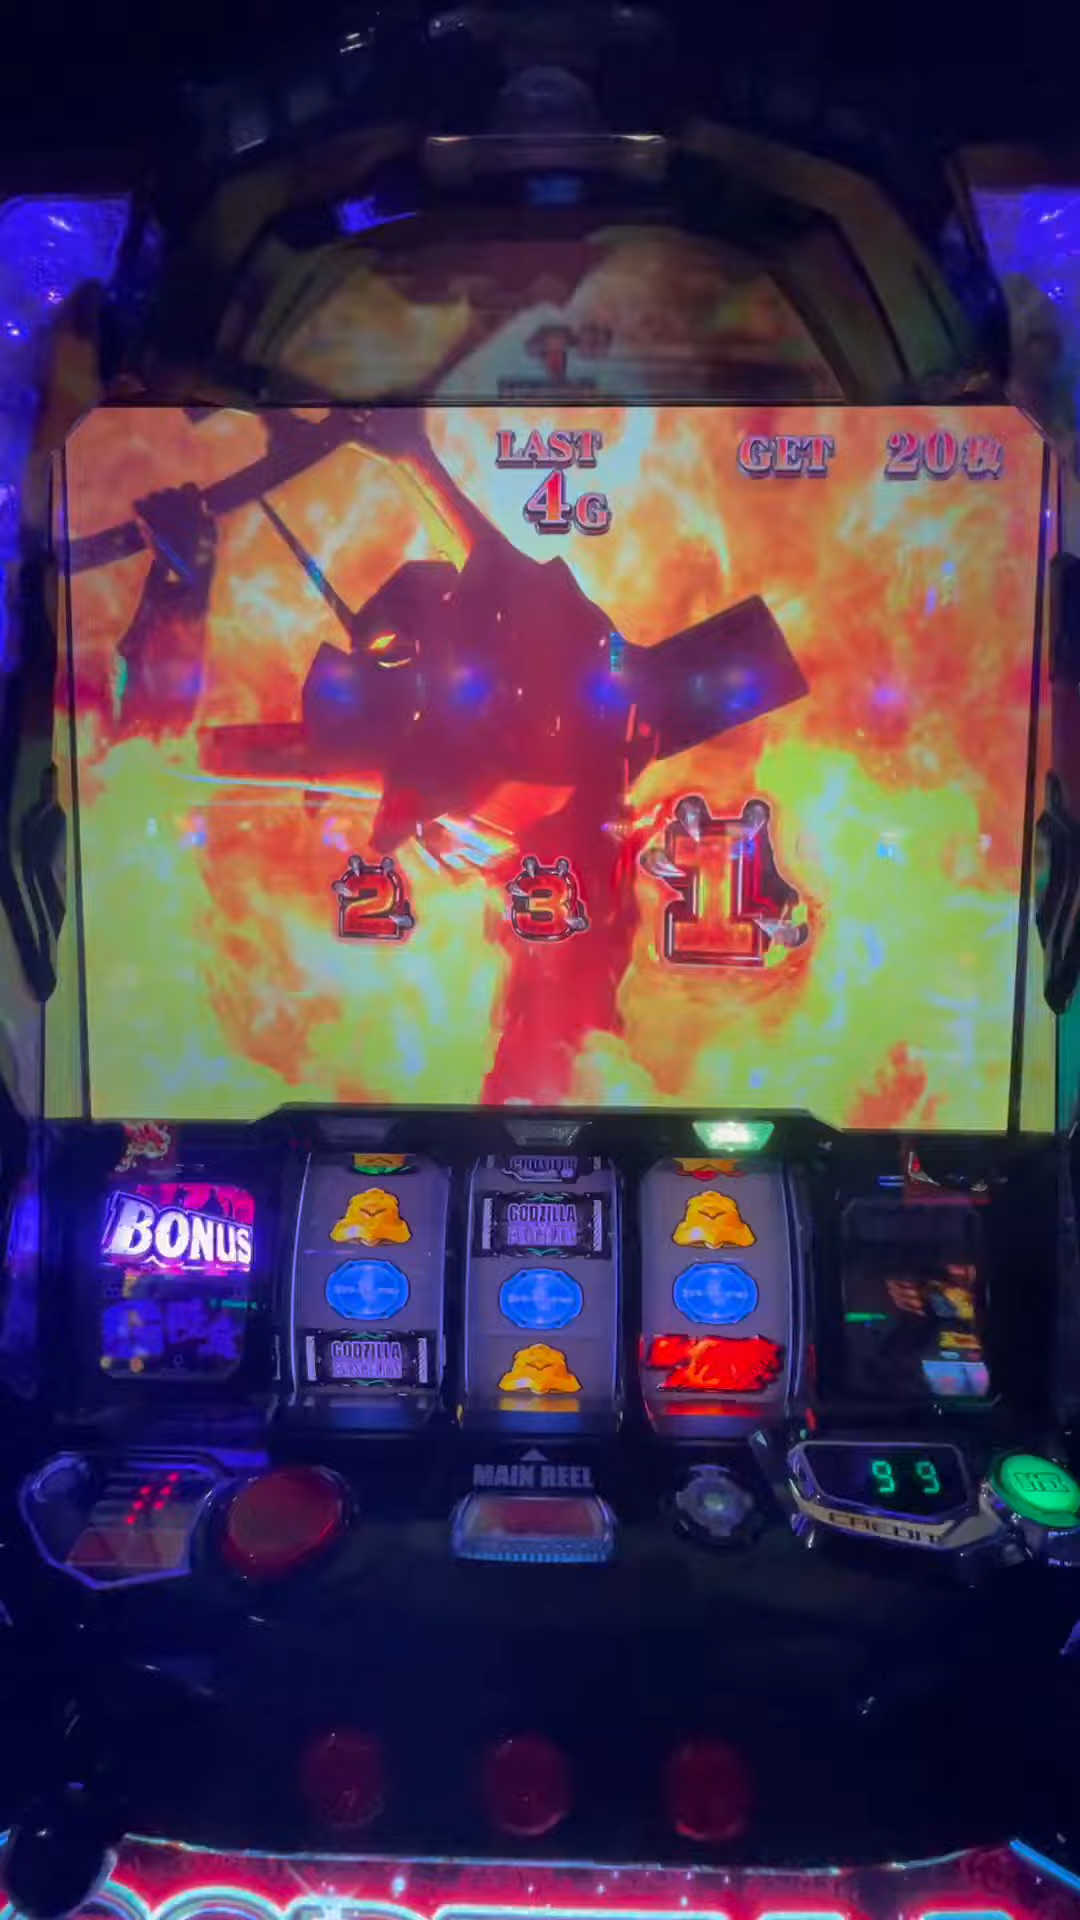 LAST
4G
GET 20枚
2 3 1
BONUS
GODZILLA
GODZILLA
MAIN REEL
99
CREDIT